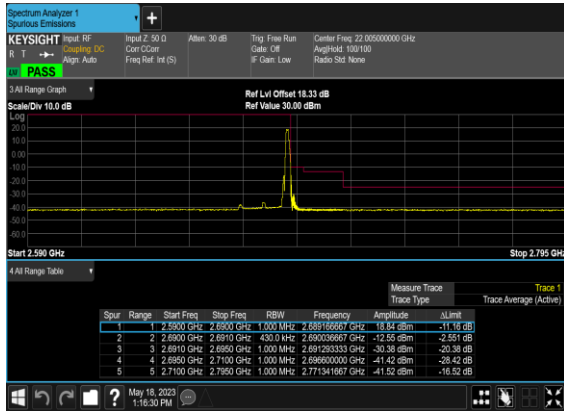 Spectrum Analyzer 1
Spurious Emissions
KEYSIGHT Input: RF Input Z: 50 Ω Atten: 30 dB Trig: Free Run Center Freq: 22.005000000 GHz
R T Coupling: DC Corr CCorr Gate: Off Avg|Hold: 100/100
Align: Auto Freq Ref: Int (S) IF Gain: Low Radio Std: None
PASS
3 All Range Graph Ref Lvl Offset 18.33 dB
Scale/Div 10.0 dB Ref Value 30.00 dBm
Log
20.0
10.0
0.00
-10.0
-20.0
-30.0
-40.0
-50.0
-60.0
Start 2.590 GHz Stop 2.795 GHz
4 All Range Table
Measure Trace Trace 1
Trace Type Trace Average (Active)
Spur Range Start Freq Stop Freq RBW Frequency Amplitude ΔLimit
1 1 2.5900 GHz 2.6900 GHz 1.000 MHz 2.689166667 GHz 18.84 dBm -11.16 dB
2 2 2.6900 GHz 2.6910 GHz 430.0 kHz 2.690036667 GHz -12.55 dBm -2.551 dB
3 3 2.6910 GHz 2.6950 GHz 1.000 MHz 2.691293333 GHz -30.38 dBm -20.38 dB
4 4 2.6950 GHz 2.7100 GHz 1.000 MHz 2.696600000 GHz -41.42 dBm -28.42 dB
5 5 2.7100 GHz 2.7950 GHz 1.000 MHz 2.771341667 GHz -41.52 dBm -16.52 dB
May 18, 2023
1:16:30 PM